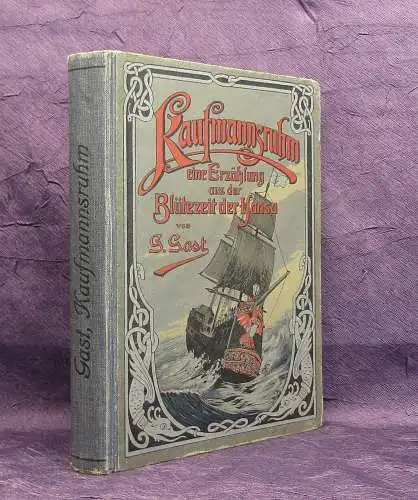 Kaufmannsruhm
eine Erzählung
aus der
Blütezeit der Hansa
von
G. Gast
Gast, Kaufmannsruhm